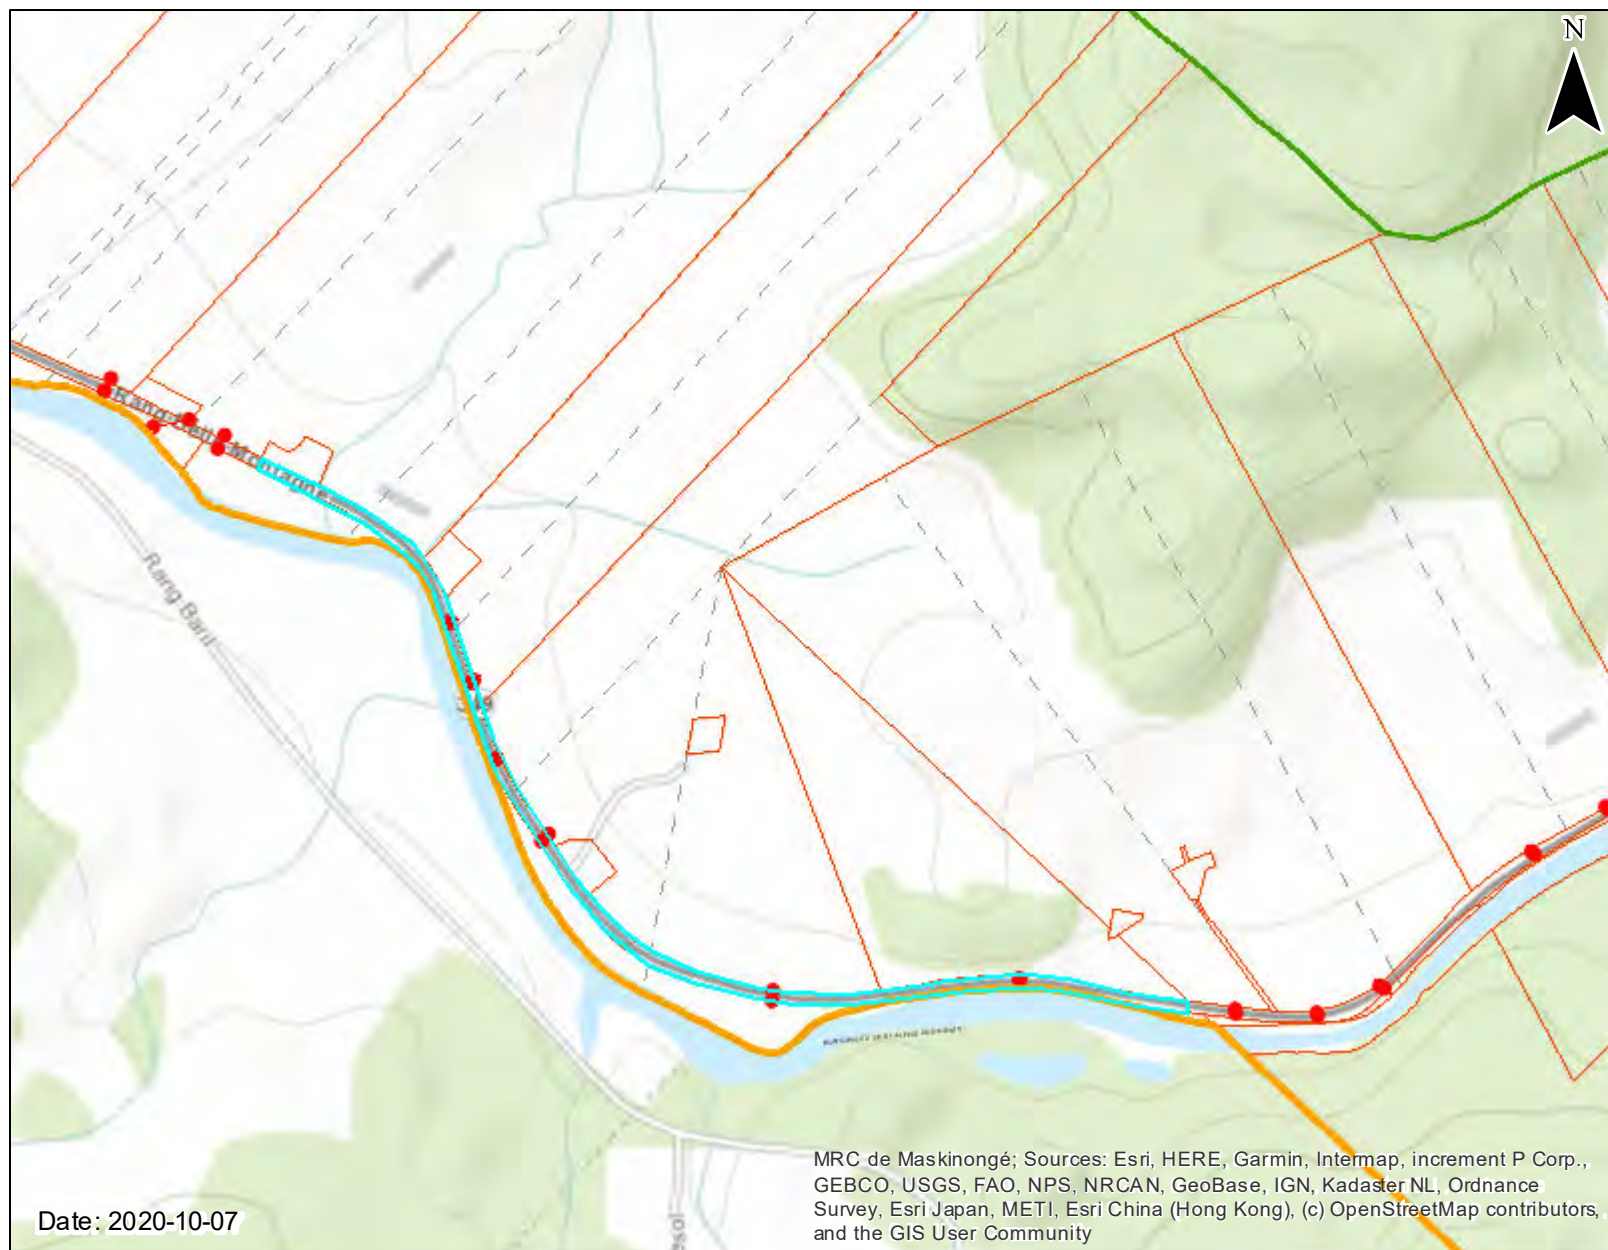 N
Rang
Montagne
Rang Baril
MRC de Maskinongé; Sources: Esri, HERE, Garmin, Intermap, increment P Corp.,
GEBCO, USGS, FAO, NPS, NRCAN, GeoBase, IGN, Kadaster NL, Ordnance
Survey, Esri Japan, METI, Esri China (Hong Kong), (c) OpenStreetMap contributors,
and the GIS User Community
Date: 2020-10-07